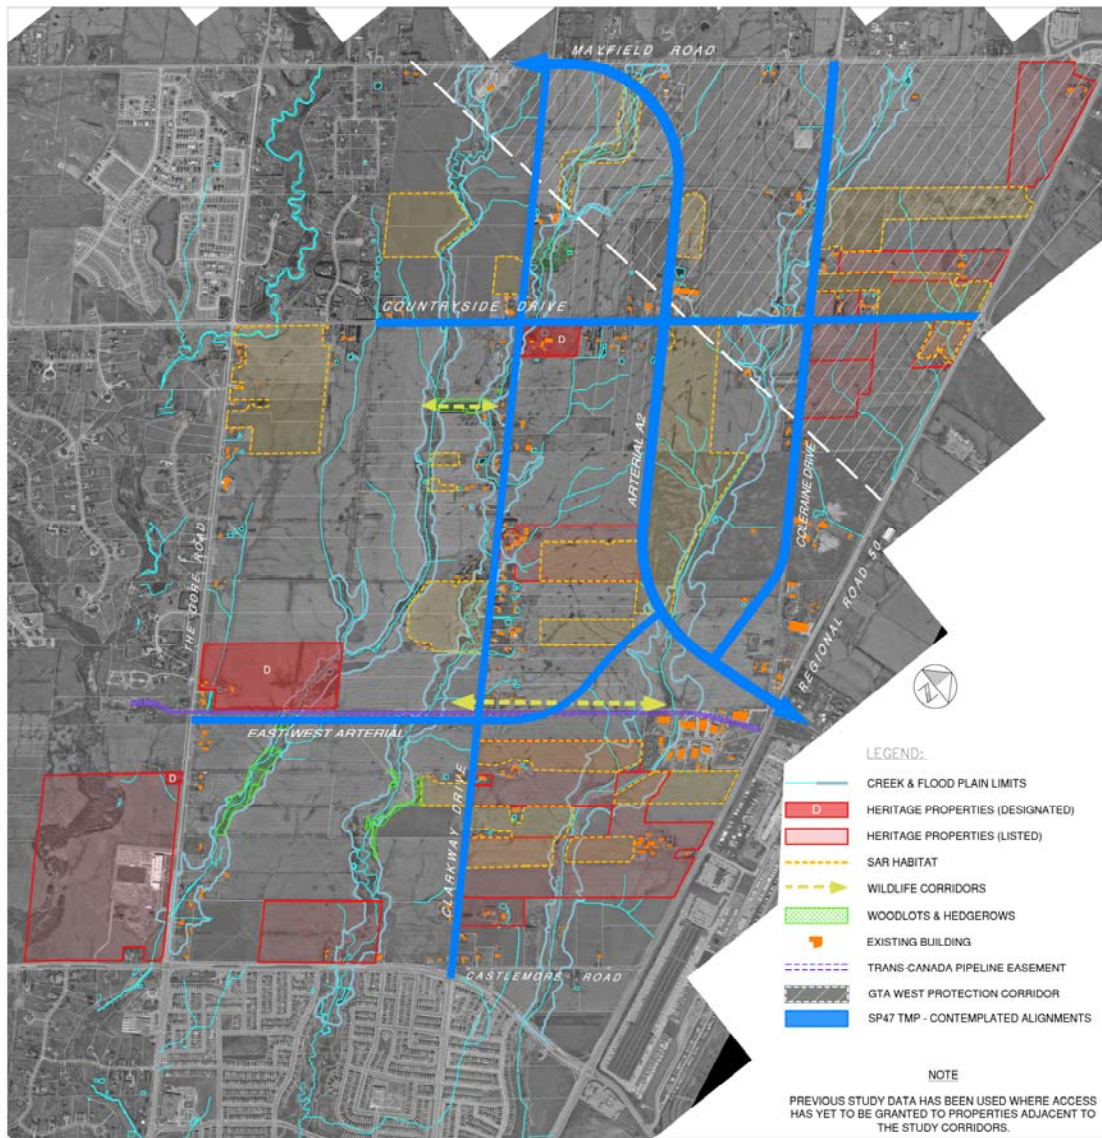 MAYFIELD ROAD
COUNTRYSIDE DRIVE
D
ARTERIAL A2
COLERAINE DRIVE
THE GORE ROAD
REGIONAL ROAD 50
D
EAST-WEST ARTERIAL
CLARKWAY DRIVE
D
CASTLEMORE ROAD
N
LEGEND:
CREEK & FLOOD PLAIN LIMITS
D HERITAGE PROPERTIES (DESIGNATED)
HERITAGE PROPERTIES (LISTED)
SAR HABITAT
WILDLIFE CORRIDORS
WOODLOTS & HEDGEROWS
EXISTING BUILDING
TRANS-CANADA PIPELINE EASEMENT
GTA WEST PROTECTION CORRIDOR
SP47 TMP - CONTEMPLATED ALIGNMENTS
NOTE
PREVIOUS STUDY DATA HAS BEEN USED WHERE ACCESS
HAS YET TO BE GRANTED TO PROPERTIES ADJACENT TO
THE STUDY CORRIDORS.